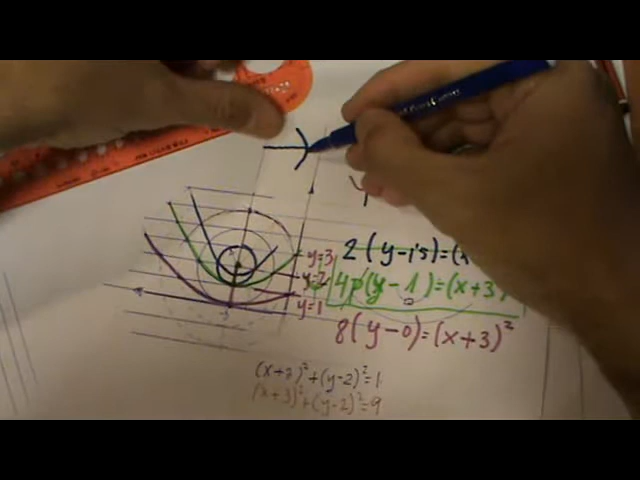 y
y=3
2(y-1'5)=(x
y=2
4p(y-1)=(x+3)
2
y=1
8(y-0)=(x+3)²
(x+3)²+(y-2)²=1
(x+3)²+(y-2)²=9